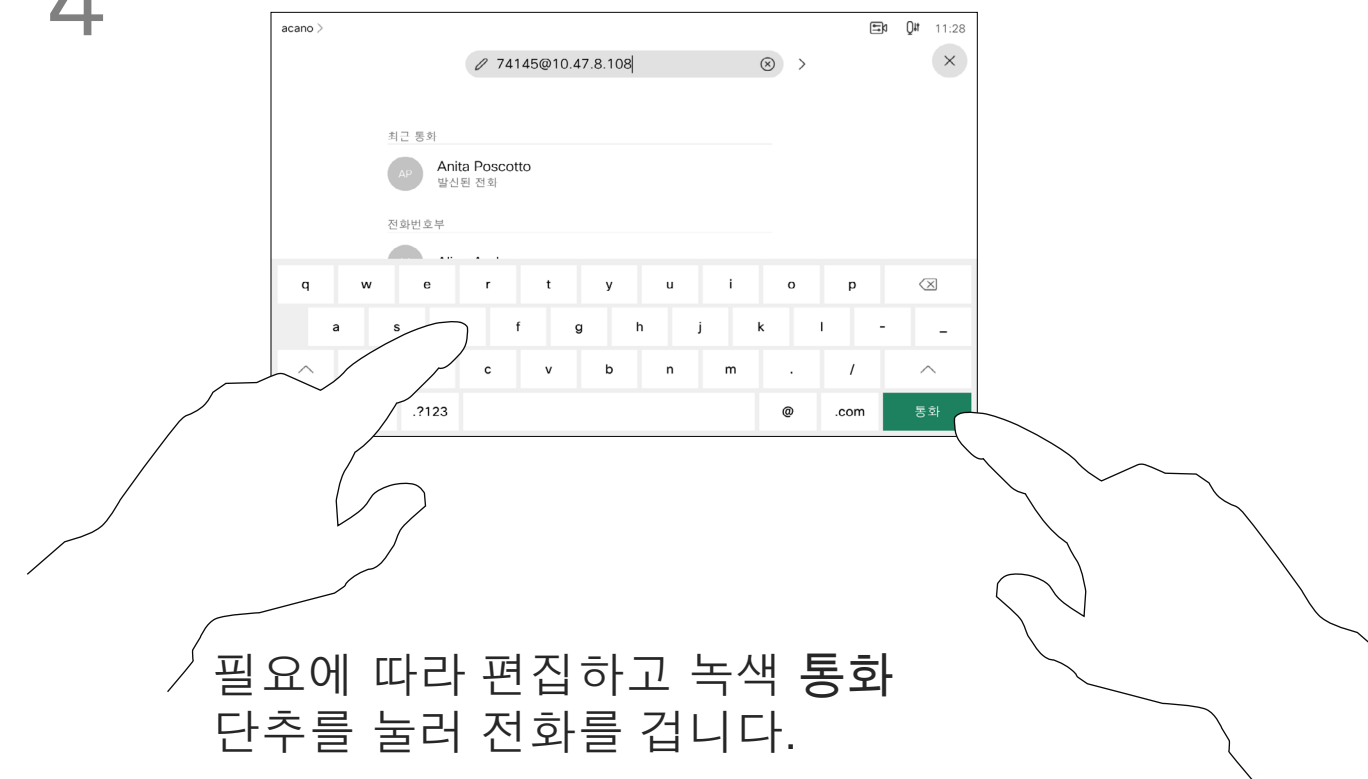 4
acano >
11:28
74145@10.47.8.108
최근 통화
AP
Anita Poscotto
발신된 전화
전화번호부
q w e r t y u i o p
a s f g h j k l - _
c v b n m . /
.?123 @ .com 통화
필요에 따라 편집하고 녹색 통화
단추를 눌러 전화를 겁니다.